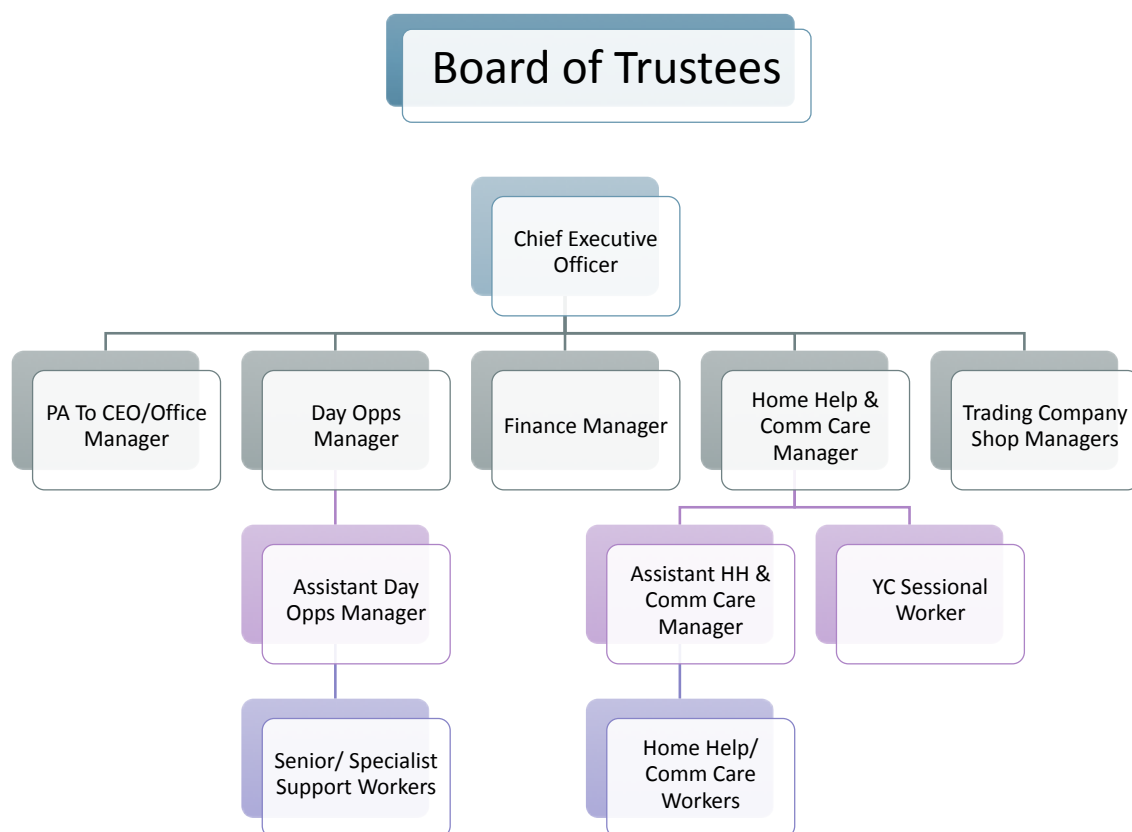 Board of Trustees
Chief Executive
Officer
PA To CEO/Office
Manager
Day Opps
Manager
Finance Manager
Home Help &
Comm Care
Manager
Trading Company
Shop Managers
Assistant Day
Opps Manager
Assistant HH &
Comm Care
Manager
YC Sessional
Worker
Senior/ Specialist
Support Workers
Home Help/
Comm Care
Workers